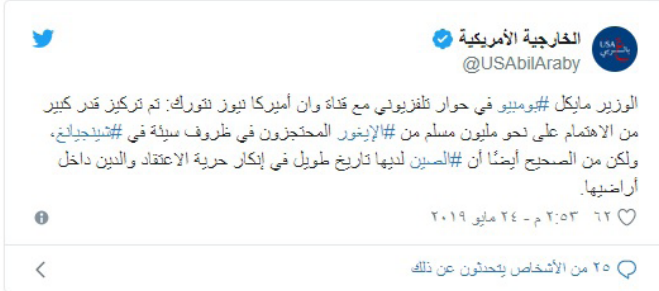 الخارجية الأمريكية
@USAbilAraby
USA
بالعربي
الوزير مايكل #بومبيو في حوار تلفزيوني مع قناة وان أميركا نيوز نتورك: تم تركيز قدر كبير
من الاهتمام على نحو مليون مسلم من #الإيغور المحتجزون في ظروف سيئة في #شينجيانغ،
ولكن من الصحيح أيضًا أن #الصين لديها تاريخ طويل في إنكار حرية الاعتقاد والدين داخل
أراضيها.
٦٢ ٢:٥٣ م - ٢٤ مايو ٢٠١٩
٢٥ من الأشخاص يتحدثون عن ذلك